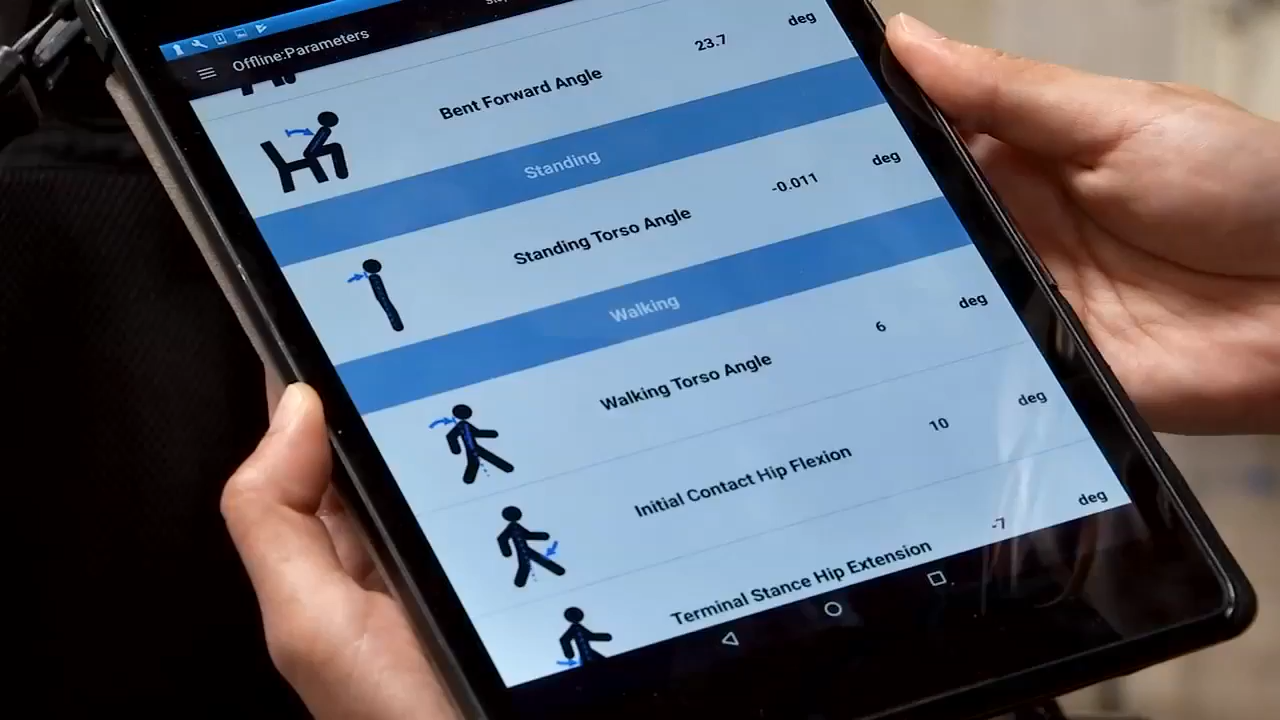 Offline:Parameters
Bent Forward Angle 23.7 deg
Standing
Standing Torso Angle -0.011 deg
Walking
Walking Torso Angle 6 deg
Initial Contact Hip Flexion 10 deg
Terminal Stance Hip Extension -7 deg